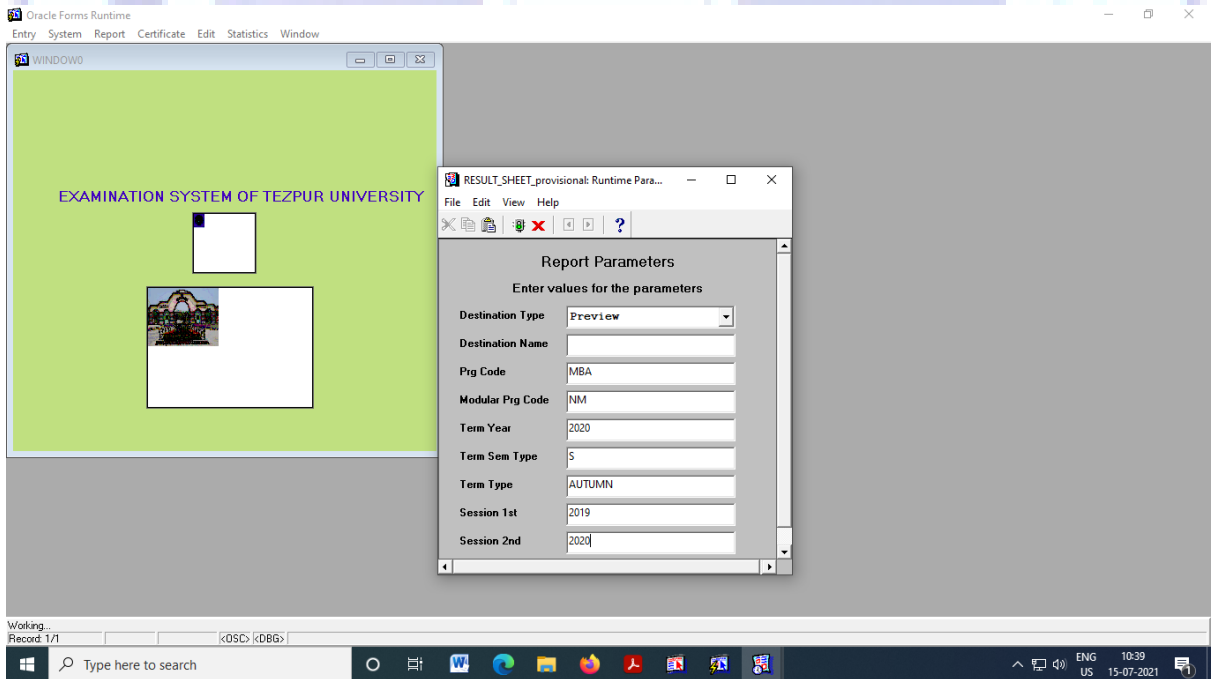 Oracle Forms Runtime
Entry System Report Certificate Edit Statistics Window
WINDOW0
EXAMINATION SYSTEM OF TEZPUR UNIVERSITY
RESULT_SHEET_provisional: Runtime Para...
File Edit View Help
Report Parameters
Enter values for the parameters
Destination Type Preview
Destination Name
Prg Code MBA
Modular Prg Code NM
Term Year 2020
Term Sem Type S
Term Type AUTUMN
Session 1st 2019
Session 2nd 2020
Working...
Record: 1/1 <OSC> <DBG>
Type here to search
ENG 10:39
US 15-07-2021